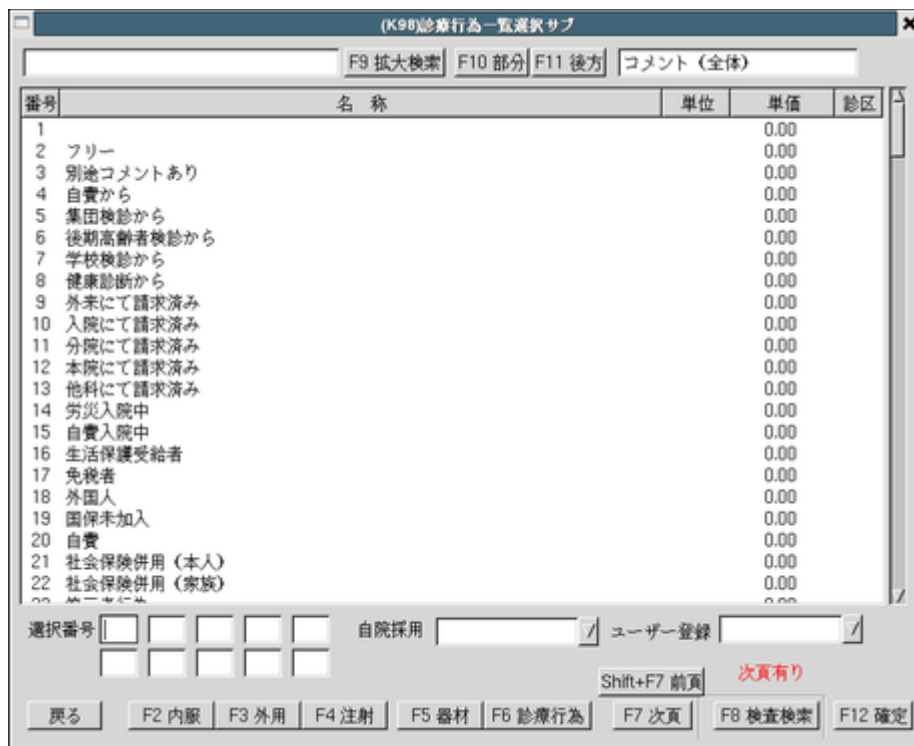 (K98)診療行為一覧選択サブ
F9 拡大検索 F10 部分 F11 後方 コメント（全体）
番号 名 称 単位 単価 診区
1 0.00
2 フリー 0.00
3 別途コメントあり 0.00
4 自費から 0.00
5 集団検診から 0.00
6 後期高齢者検診から 0.00
7 学校検診から 0.00
8 健康診断から 0.00
9 外来にて請求済み 0.00
10 入院にて請求済み 0.00
11 分院にて請求済み 0.00
12 本院にて請求済み 0.00
13 他科にて請求済み 0.00
14 労災入院中 0.00
15 自費入院中 0.00
16 生活保護受給者 0.00
17 免税者 0.00
18 外国人 0.00
19 国保未加入 0.00
20 自費 0.00
21 社会保険併用（本人） 0.00
22 社会保険併用（家族） 0.00
選択番号 自院採用 ユーザー登録
Shift+F7 前頁 次頁有り
戻る F2 内服 F3 外用 F4 注射 F5 器材 F6 診療行為 F7 次頁 F8 検査検索 F12 確定